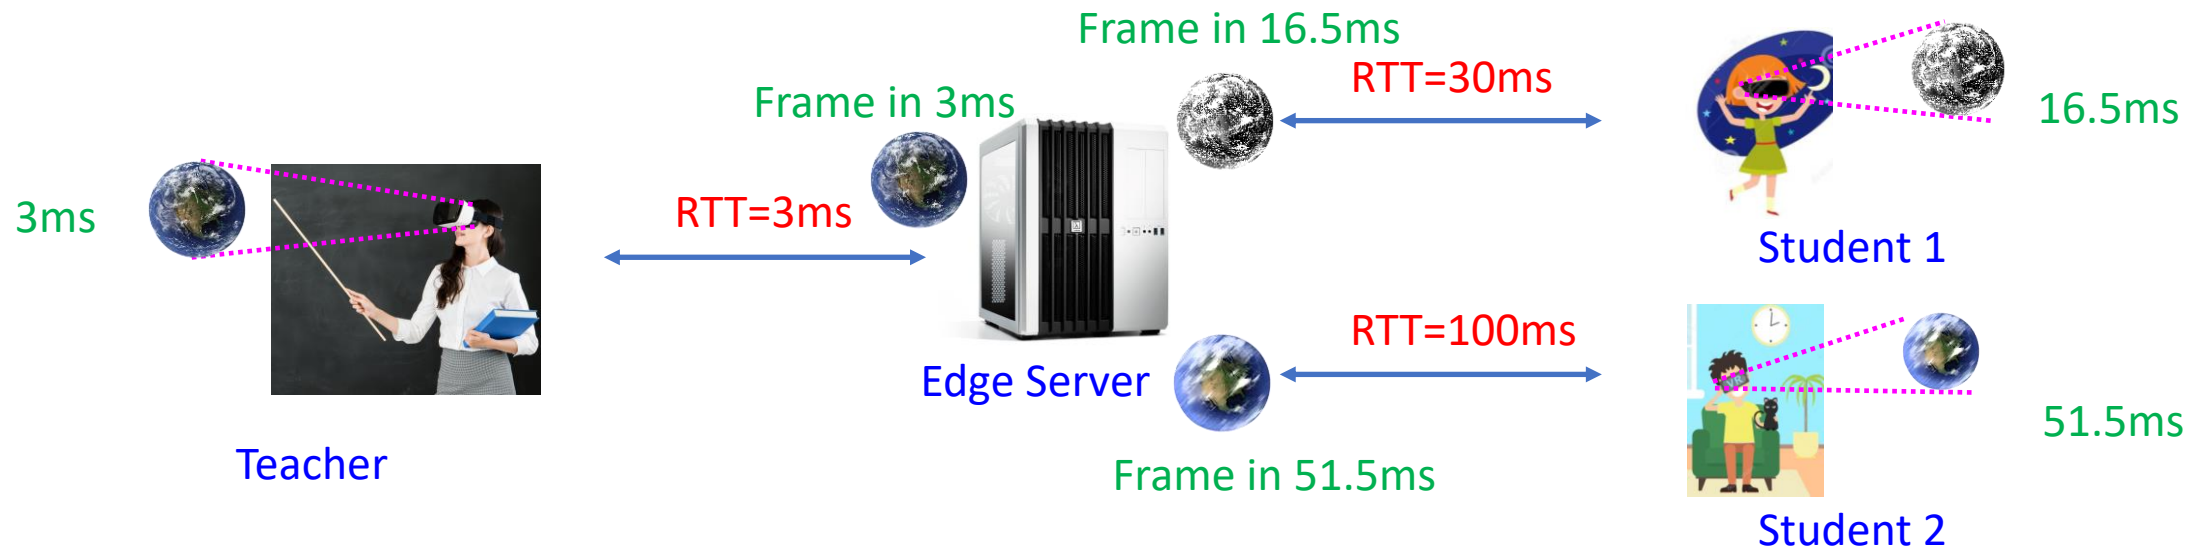 Frame in 16.5ms
RTT=30ms
Frame in 3ms
16.5ms
3ms
RTT=3ms
Student 1
RTT=100ms
Edge Server
51.5ms
Teacher
Frame in 51.5ms
Student 2